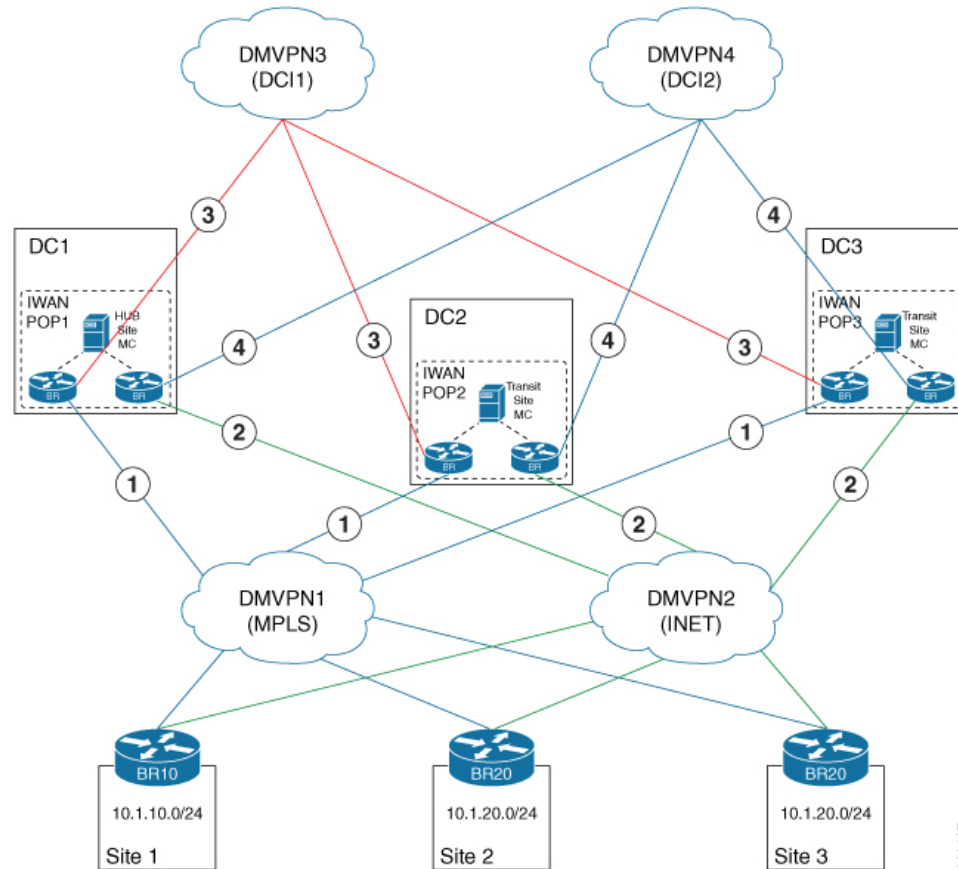 DMVPN3
(DCI1)
DMVPN4
(DCI2)
3
4
DC1
IWAN
POP1
HUB
Site
MC
BR
BR
DC2
IWAN
POP2
Transit
Site
MC
BR
BR
DC3
IWAN
POP3
Transit
Site
MC
BR
BR
4
3
4
3
2
1
1
2
1
2
DMVPN1
(MPLS)
DMVPN2
(INET)
BR10
BR20
BR20
10.1.10.0/24
10.1.20.0/24
10.1.20.0/24
Site 1
Site 2
Site 3